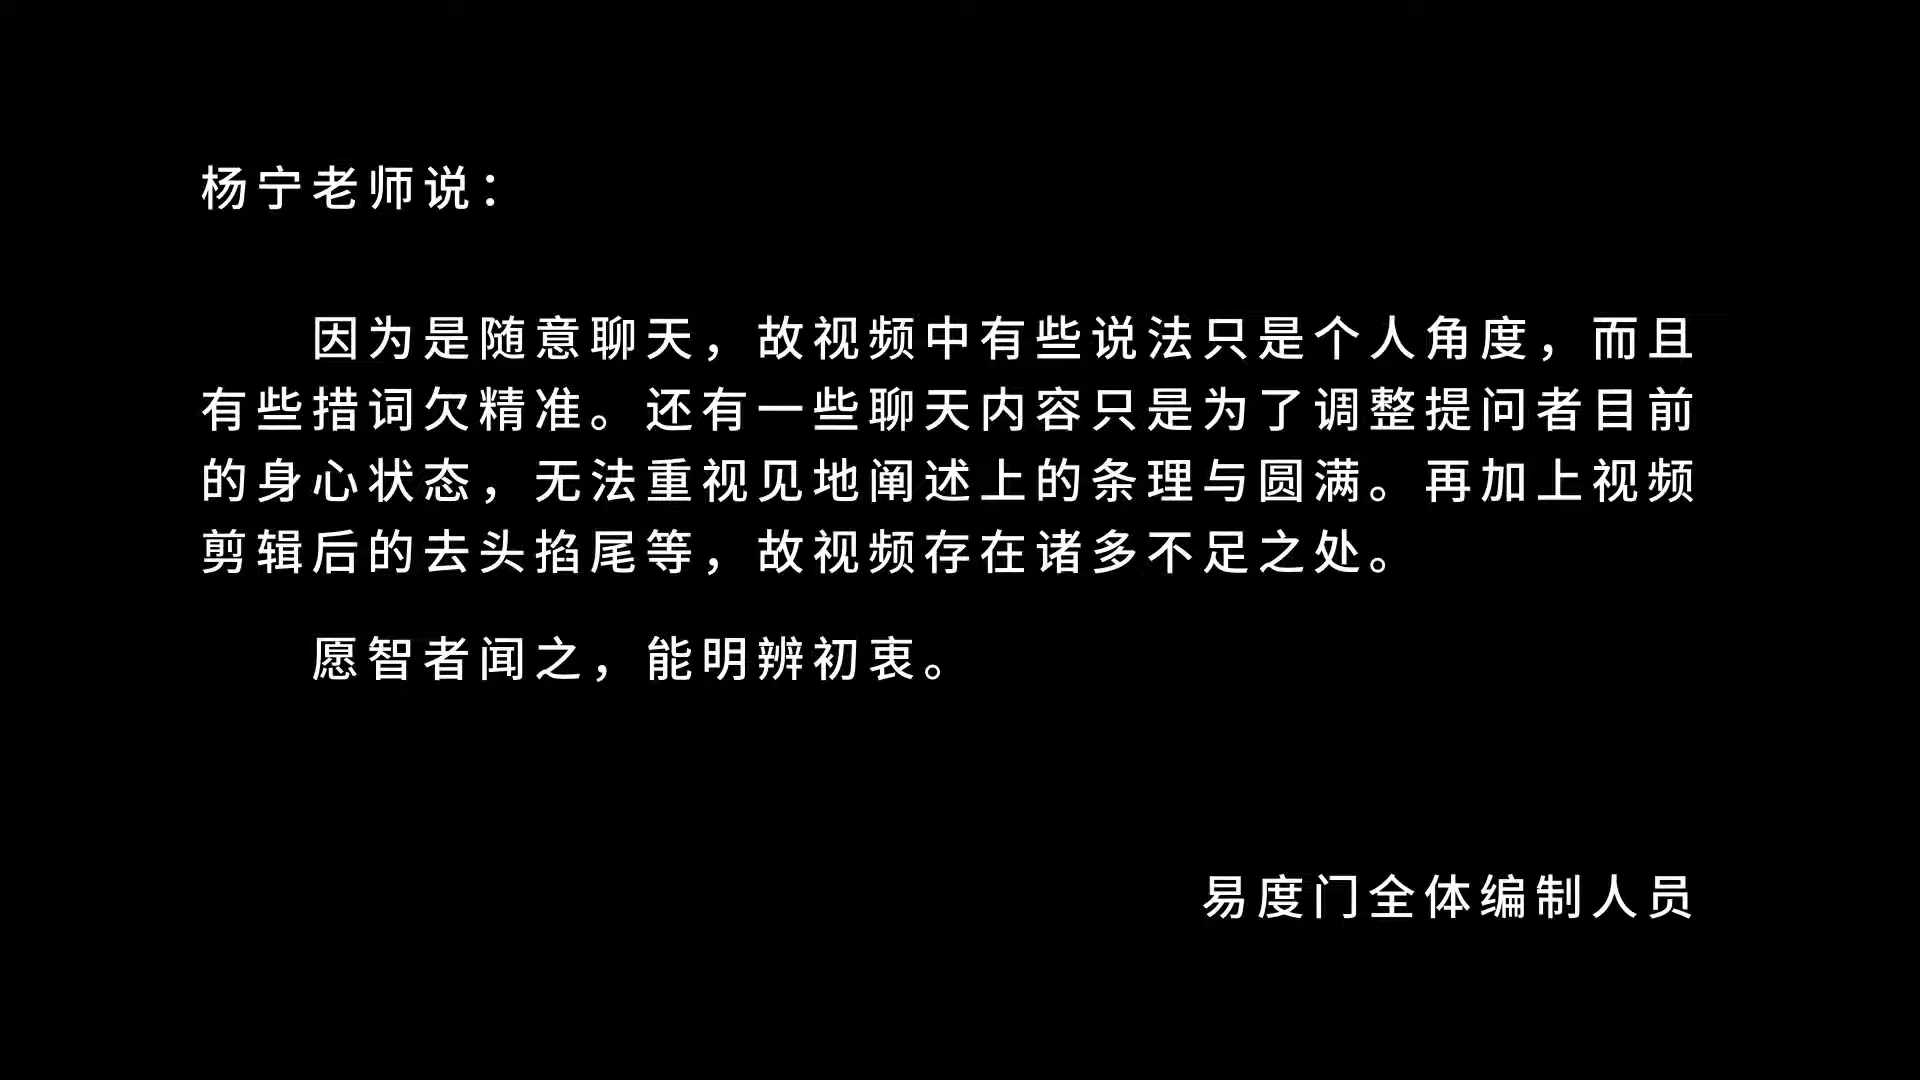 杨宁老师说：
因为是随意聊天，故视频中有些说法只是个人角度，而且
有些措词欠精准。还有一些聊天内容只是为了调整提问者目前
的身心状态，无法重视见地阐述上的条理与圆满。再加上视频
剪辑后的去头掐尾等，故视频存在诸多不足之处。
愿智者闻之，能明辨初衷。
易度门全体编制人员